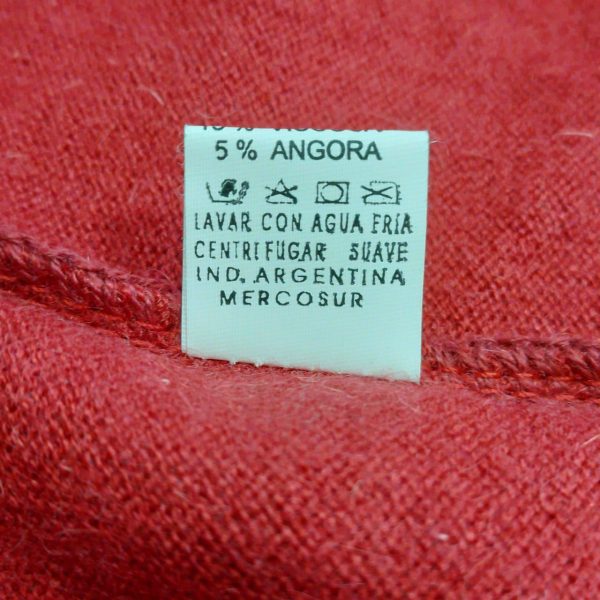 5% ANGORA
LAVAR CON AGUA FRIA
CENTRIFUGAR SUAVE
IND. ARGENTINA
MERCOSUR